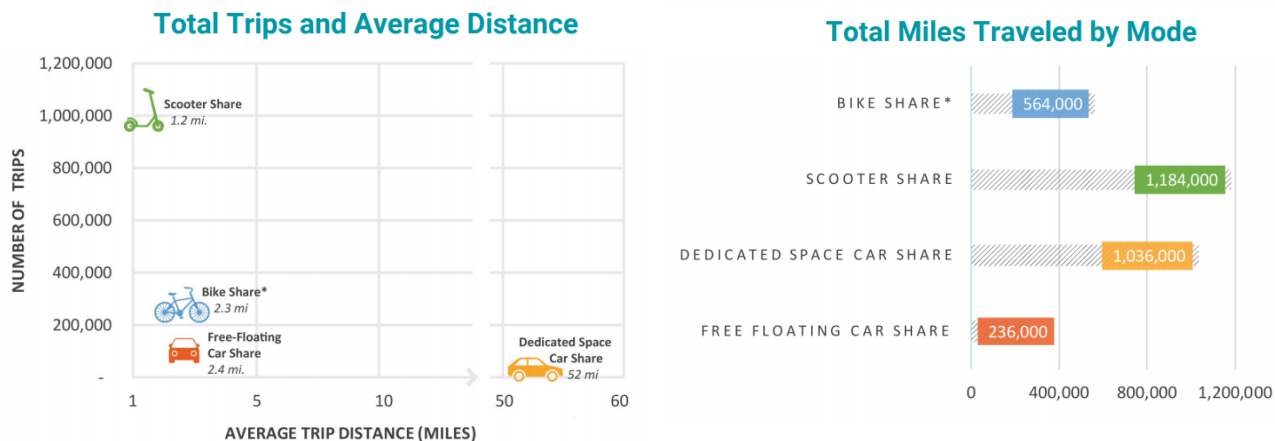 Total Trips and Average Distance
1,200,000
1,000,000
800,000
600,000
400,000
200,000
-
NUMBER OF TRIPS
Scooter Share
1.2 mi.
Bike Share*
2.3 mi
Free-Floating
Car Share
2.4 mi.
Dedicated Space
Car Share
52 mi
1 5 10 50 60
AVERAGE TRIP DISTANCE (MILES)
Total Miles Traveled by Mode
BIKE SHARE* 564,000
SCOOTER SHARE 1,184,000
DEDICATED SPACE CAR SHARE 1,036,000
FREE FLOATING CAR SHARE 236,000
0 400,000 800,000 1,200,000